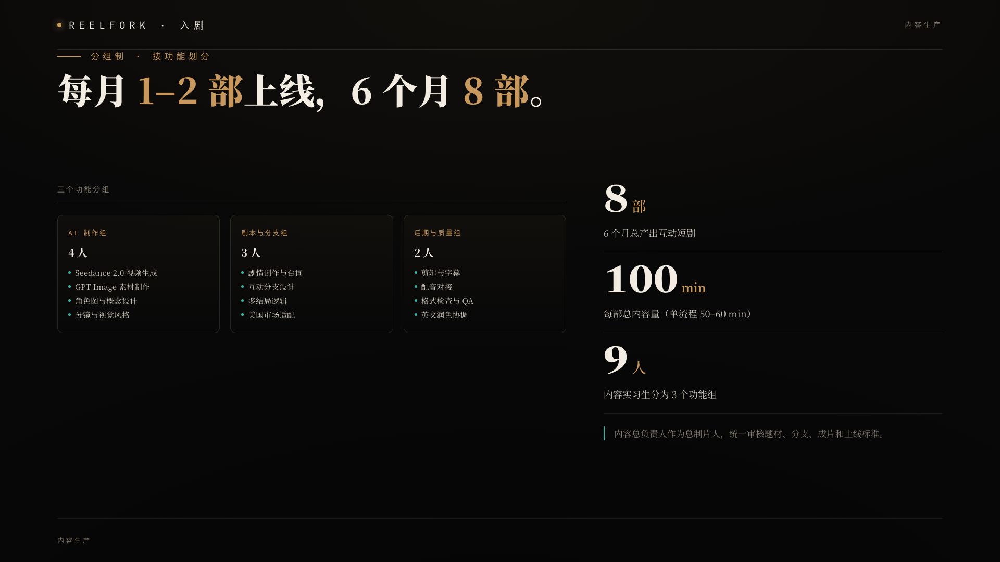 REELFORK · 入剧
内容生产
分组制 · 按功能划分
每月 1–2 部上线，6 个月 8 部。
三个功能分组
AI 制作组
4 人
Seedance 2.0 视频生成
GPT Image 素材制作
角色图与概念设计
分镜与视觉风格
剧本与分支组
3 人
剧情创作与台词
互动分支设计
多结局逻辑
美国市场适配
后期与质量组
2 人
剪辑与字幕
配音对接
格式检查与 QA
英文润色协调
8 部
6 个月总产出互动短剧
100 min
每部总内容量（单流程 50–60 min）
9 人
内容实习生分为 3 个功能组
内容总负责人作为总制片人，统一审核题材、分支、成片和上线标准。
内容生产